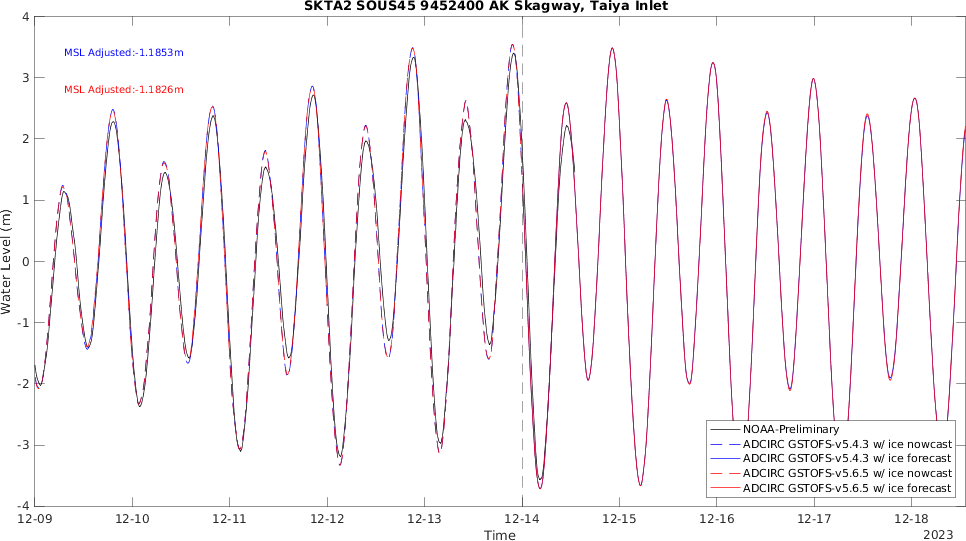 SKTA2 SOUS45 9452400 AK Skagway, Taiya Inlet
MSL Adjusted:-1.1853m
MSL Adjusted:-1.1826m
Water Level (m)
4
3
2
1
0
-1
-2
-3
-4
NOAA-Preliminary
ADCIRC GSTOFS-v5.4.3 w/ ice nowcast
ADCIRC GSTOFS-v5.4.3 w/ ice forecast
ADCIRC GSTOFS-v5.6.5 w/ ice nowcast
ADCIRC GSTOFS-v5.6.5 w/ ice forecast
12-09 12-10 12-11 12-12 12-13 12-14 12-15 12-16 12-17 12-18
Time
2023